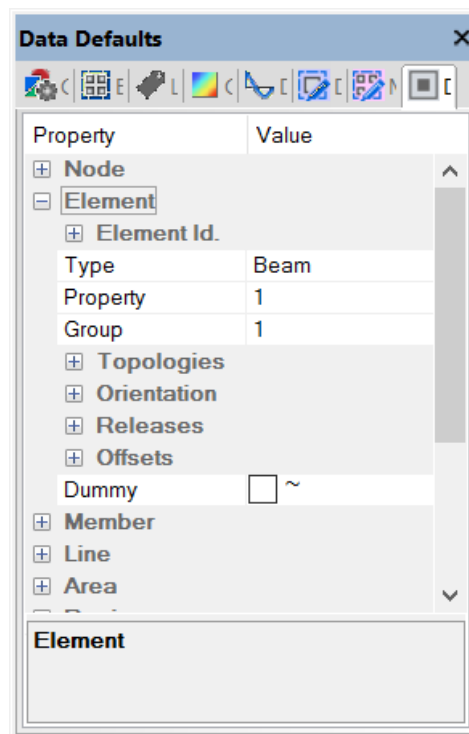 Data Defaults
Property Value
Node
Element
Element Id.
Type Beam
Property 1
Group 1
Topologies
Orientation
Releases
Offsets
Dummy ~
Member
Line
Area
Element